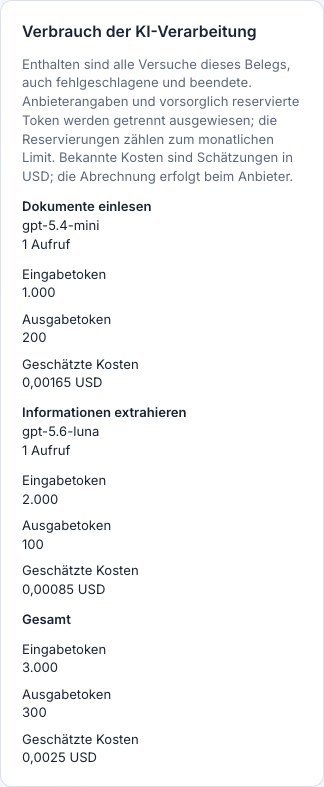 Verbrauch der KI-Verarbeitung
Enthalten sind alle Versuche dieses Belegs,
auch fehlgeschlagene und beendete.
Anbieterangaben und vorsorglich reservierte
Token werden getrennt ausgewiesen; die
Reservierungen zählen zum monatlichen
Limit. Bekannte Kosten sind Schätzungen in
USD; die Abrechnung erfolgt beim Anbieter.
Dokumente einlesen
gpt-5.4-mini
1 Aufruf
Eingabetoken
1.000
Ausgabetoken
200
Geschätzte Kosten
0,00165 USD
Informationen extrahieren
gpt-5.6-luna
1 Aufruf
Eingabetoken
2.000
Ausgabetoken
100
Geschätzte Kosten
0,00085 USD
Gesamt
Eingabetoken
3.000
Ausgabetoken
300
Geschätzte Kosten
0,0025 USD